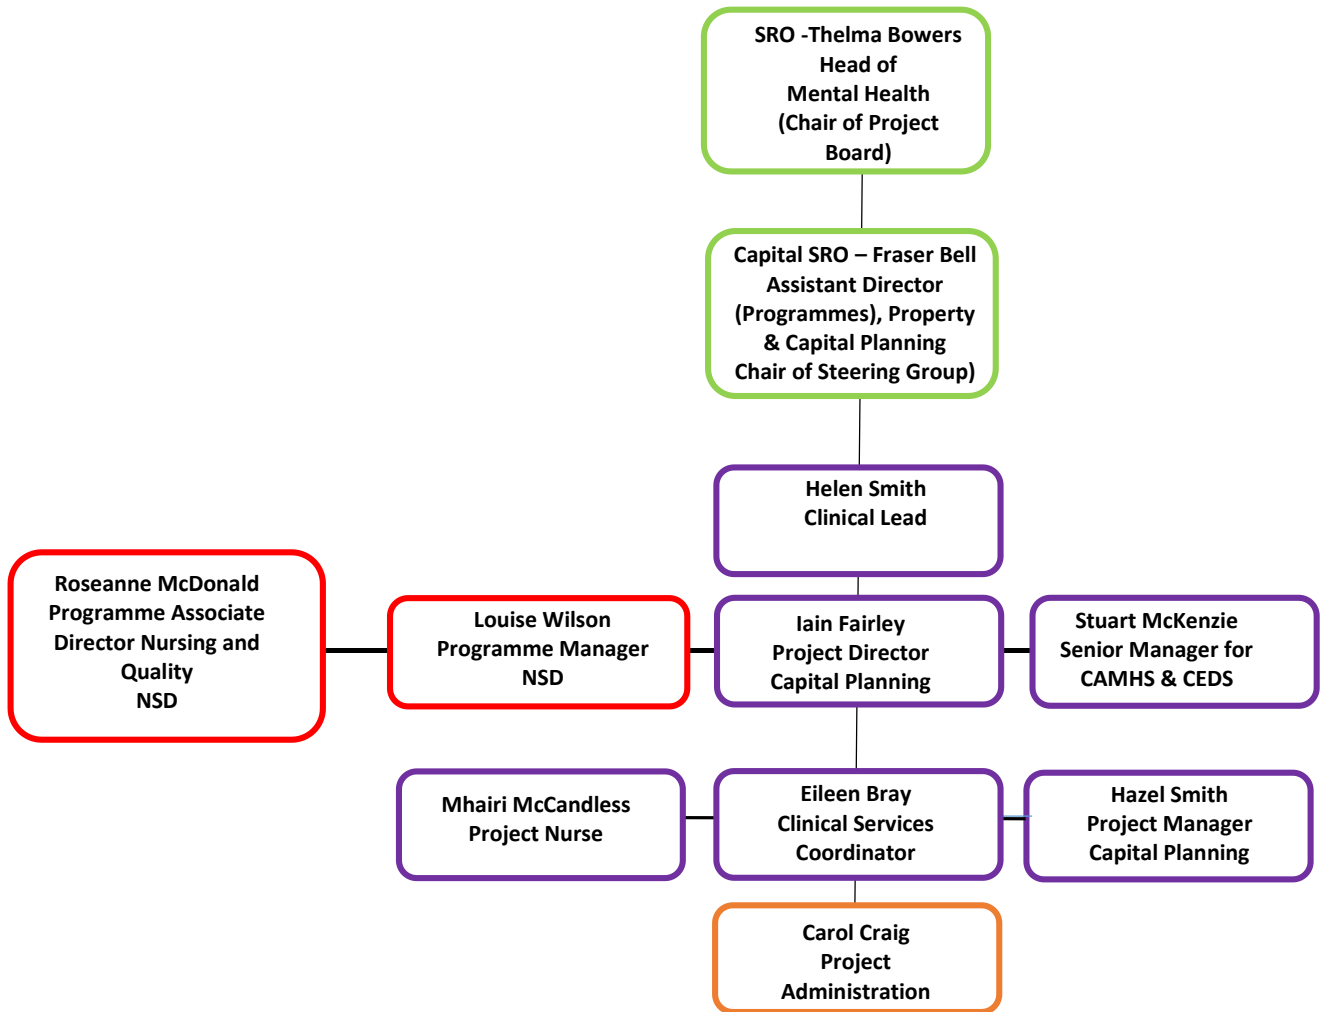 SRO -Thelma Bowers
Head of
Mental Health
(Chair of Project
Board)
Capital SRO – Fraser Bell
Assistant Director
(Programmes), Property
& Capital Planning
Chair of Steering Group)
Helen Smith
Clinical Lead
Roseanne McDonald
Programme Associate
Director Nursing and
Quality
NSD
Louise Wilson
Programme Manager
NSD
Iain Fairley
Project Director
Capital Planning
Stuart McKenzie
Senior Manager for
CAMHS & CEDS
Mhairi McCandless
Project Nurse
Eileen Bray
Clinical Services
Coordinator
Hazel Smith
Project Manager
Capital Planning
Carol Craig
Project
Administration